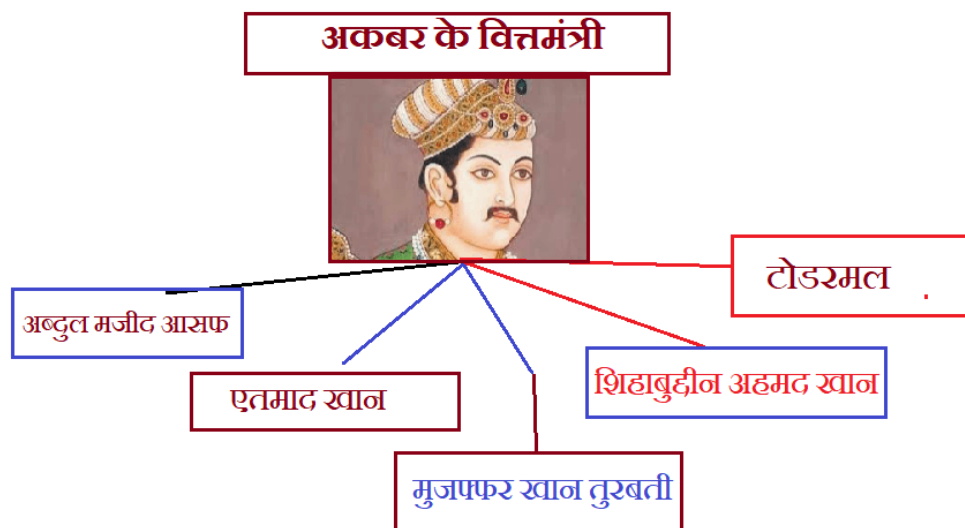 अकबर के वित्तमंत्री
टोडरमल .
अब्दुल मजीद आसफ
शिहाबुद्दीन अहमद खान
एतमाद खान
मुजफ्फर खान तुरबती